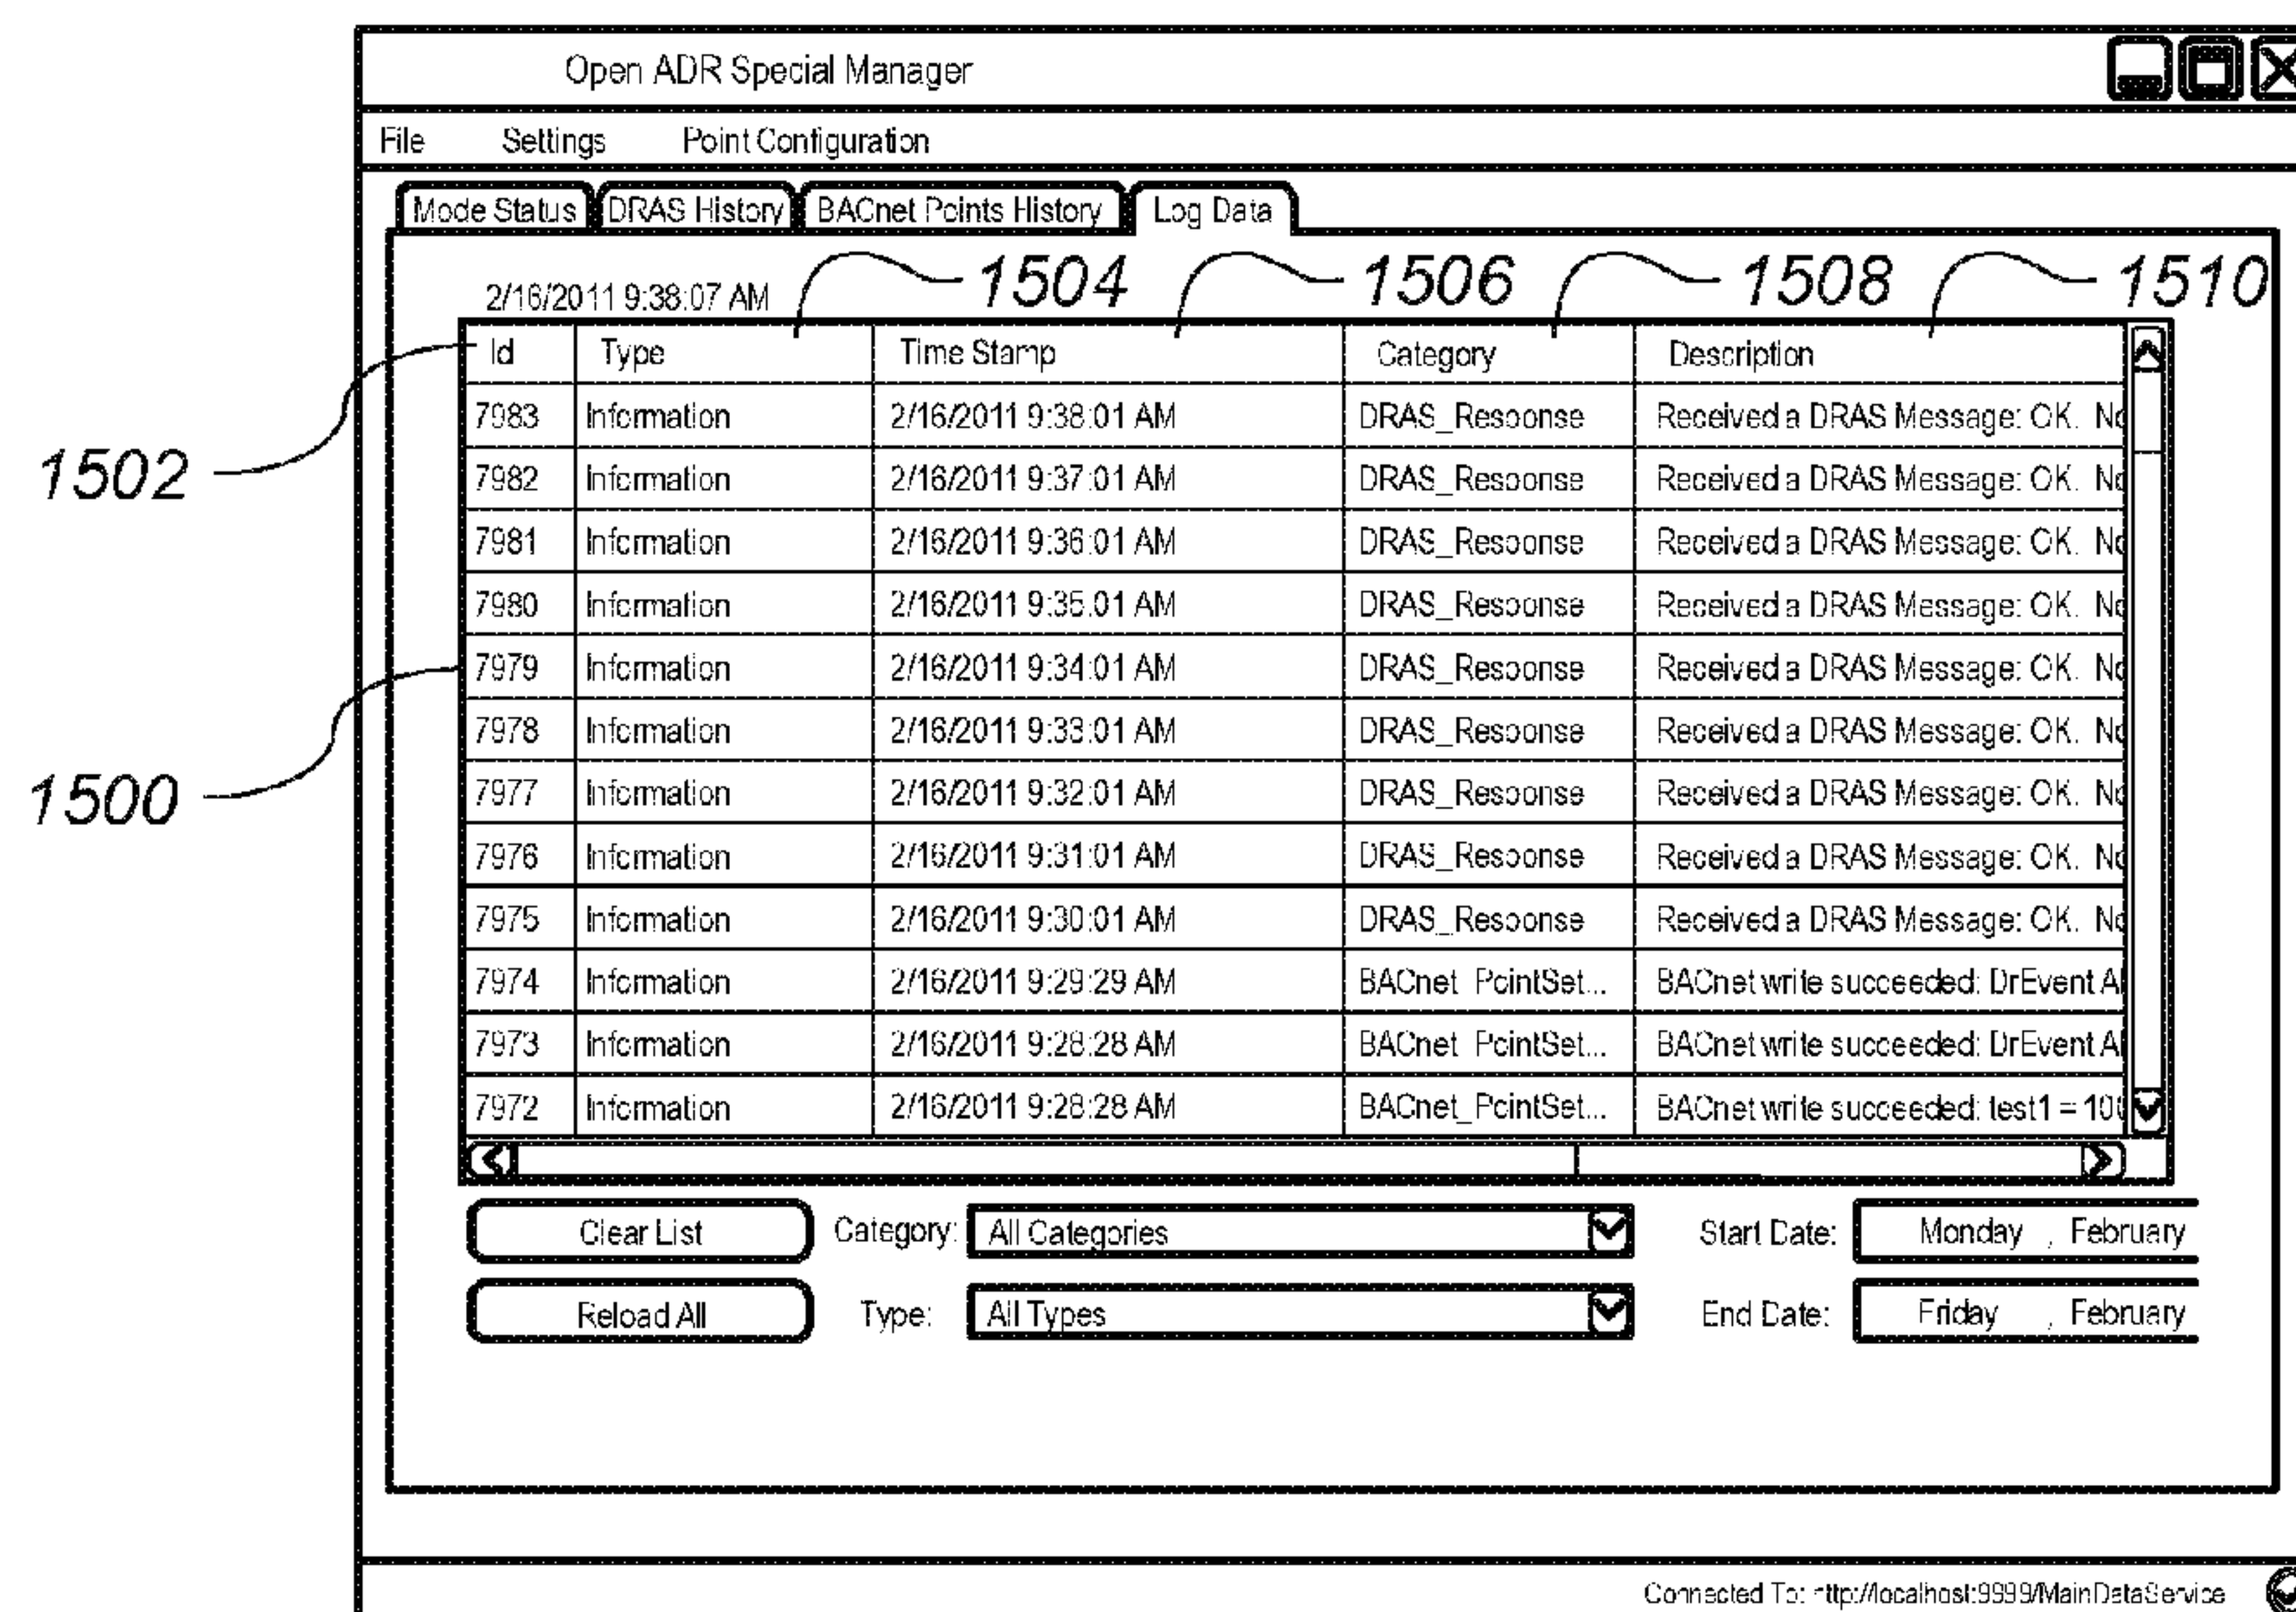 Open ADR Special Manager
File Settings Point Configuration
Mode Status DRAS History BACnet Points History Log Data
2/16/2011 9:38:07 AM 1504 1506 1508 1510
Id Type Time Stamp Category Description
7983 Information 2/16/2011 9:38:01 AM DRAS_Response Received a DRAS Message: OK. No
1502
7982 Information 2/16/2011 9:37:01 AM DRAS_Response Received a DRAS Message: OK. No
7981 Information 2/16/2011 9:36:01 AM DRAS_Response Received a DRAS Message: OK. No
7980 Information 2/16/2011 9:35:01 AM DRAS_Response Received a DRAS Message: OK. No
7979 Information 2/16/2011 9:34:01 AM DRAS_Response Received a DRAS Message: OK. No
7978 Information 2/16/2011 9:33:01 AM DRAS_Response Received a DRAS Message: OK. No
1500
7977 Information 2/16/2011 9:32:01 AM DRAS_Response Received a DRAS Message: OK. No
7976 Information 2/16/2011 9:31:01 AM DRAS_Response Received a DRAS Message: OK. No
7975 Information 2/16/2011 9:30:01 AM DRAS_Response Received a DRAS Message: OK. No
7974 Information 2/16/2011 9:29:29 AM BACnet_PointSet... BACnet write succeeded: DrEvent A
7973 Information 2/16/2011 9:28:28 AM BACnet_PointSet... BACnet write succeeded: DrEvent A
7972 Information 2/16/2011 9:28:28 AM BACnet_PointSet... BACnet write succeeded: test1 = 100
Clear List Category: All Categories Start Date: Monday , February
Reload All Type: All Types End Date: Friday , February
Connected To: http://localhost:9999/MainDataService